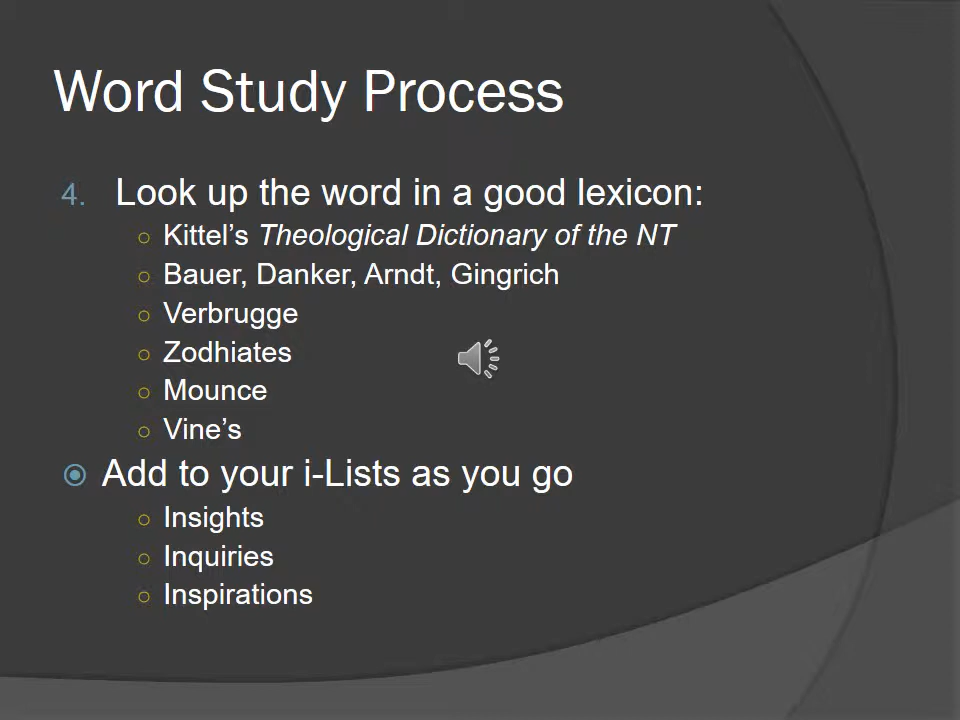 Word Study Process
4. Look up the word in a good lexicon:
Kittel’s Theological Dictionary of the NT
Bauer, Danker, Arndt, Gingrich
Verbrugge
Zodhiates
Mounce
Vine’s
Add to your i-Lists as you go
Insights
Inquiries
Inspirations